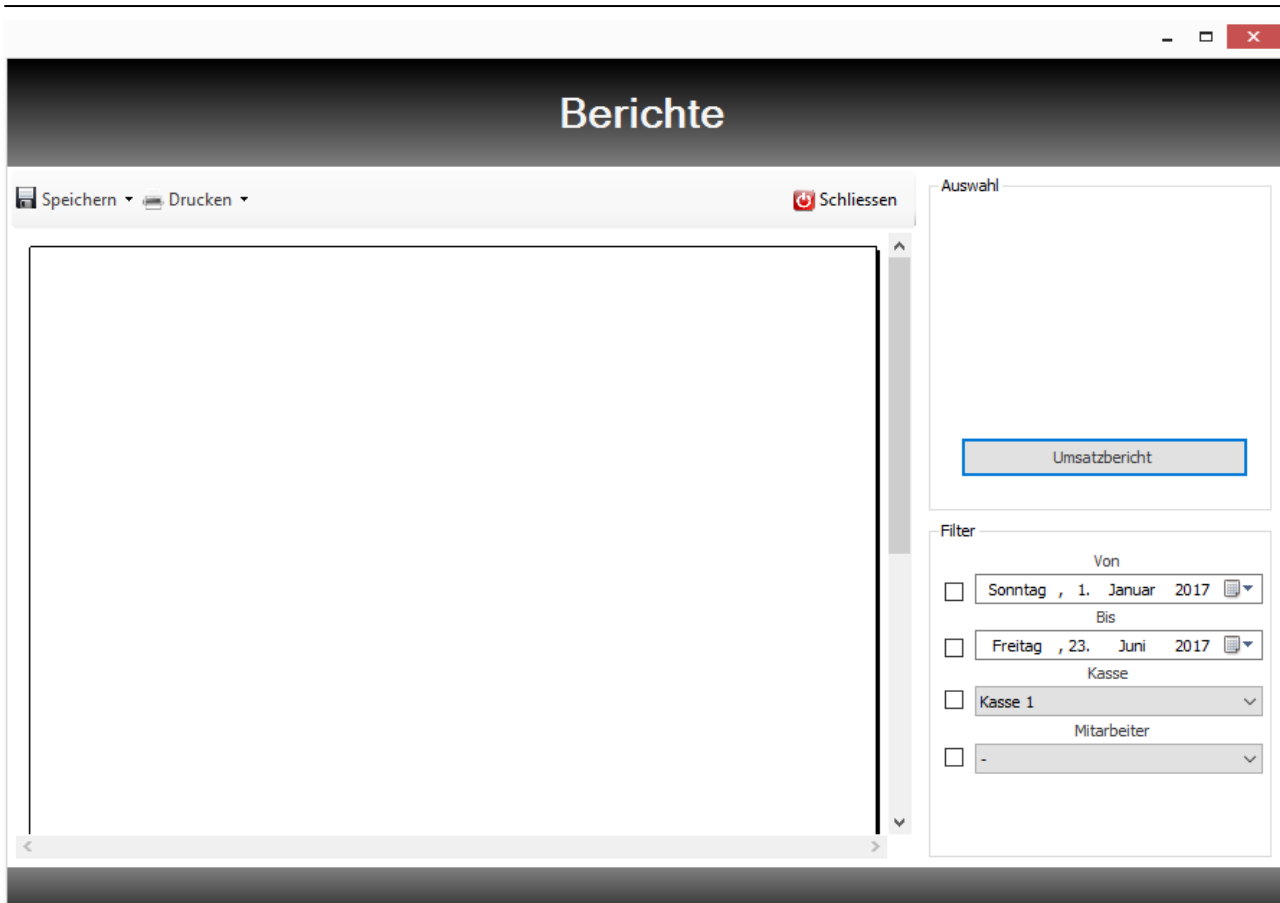 Berichte
Speichern Drucken Schliessen
Auswahl
Umsatzbericht
Filter
Von
Sonntag , 1. Januar 2017
Bis
Freitag , 23. Juni 2017
Kasse
Kasse 1
Mitarbeiter
-